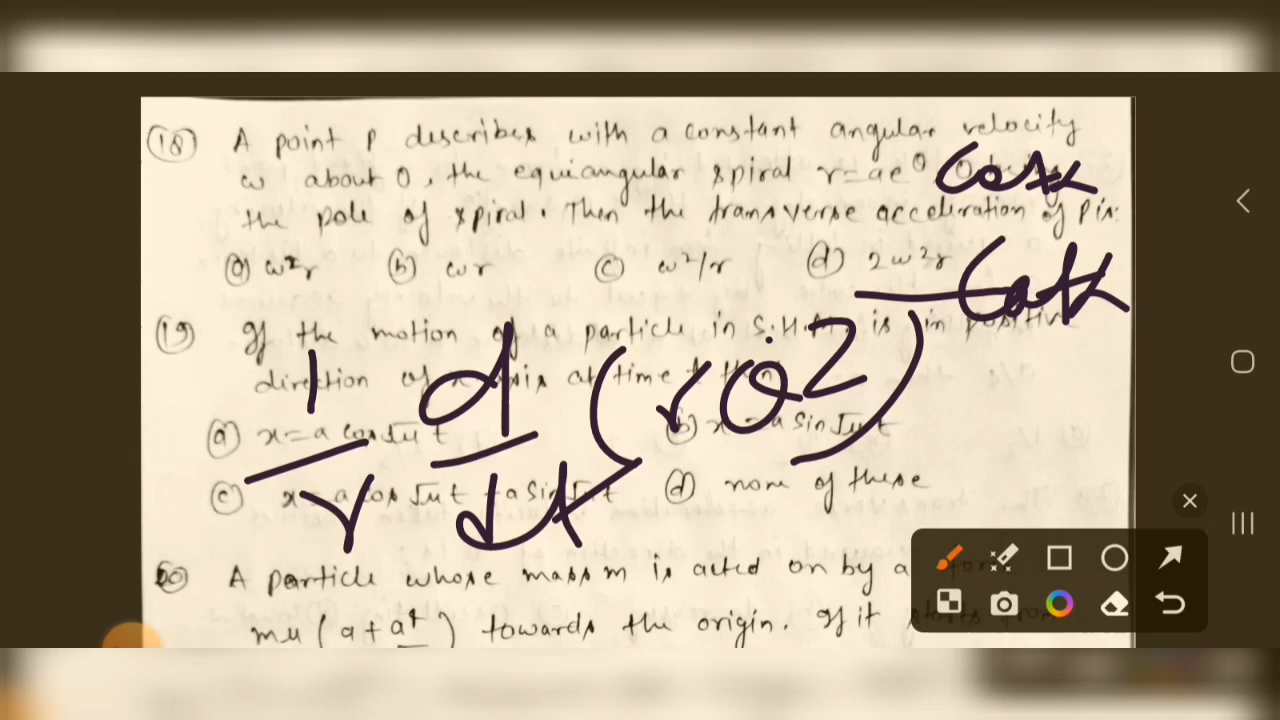 (18) A point P describes with a constant angular velocity
ω about O, the equiangular spiral r=ae^θ cotα O being
the pole of spiral. Then the transverse acceleration of P is:
(a) ω²r (b) ωr (c) ω²/r (d) 2ω²r Cotα
(19) If the motion of a particle in S.H.M. is in positive
direction of x axis at time t then
1/r d/dt (r θ̇ 2)
(a) x=a cos√μ t (b) x = a sin√μ t
(c) x = a cos √μ t + a sin√μ t (d) none of these
A particle whose mass m is acted on by a
mμ (a + a⁴ ) towards the origin. If it